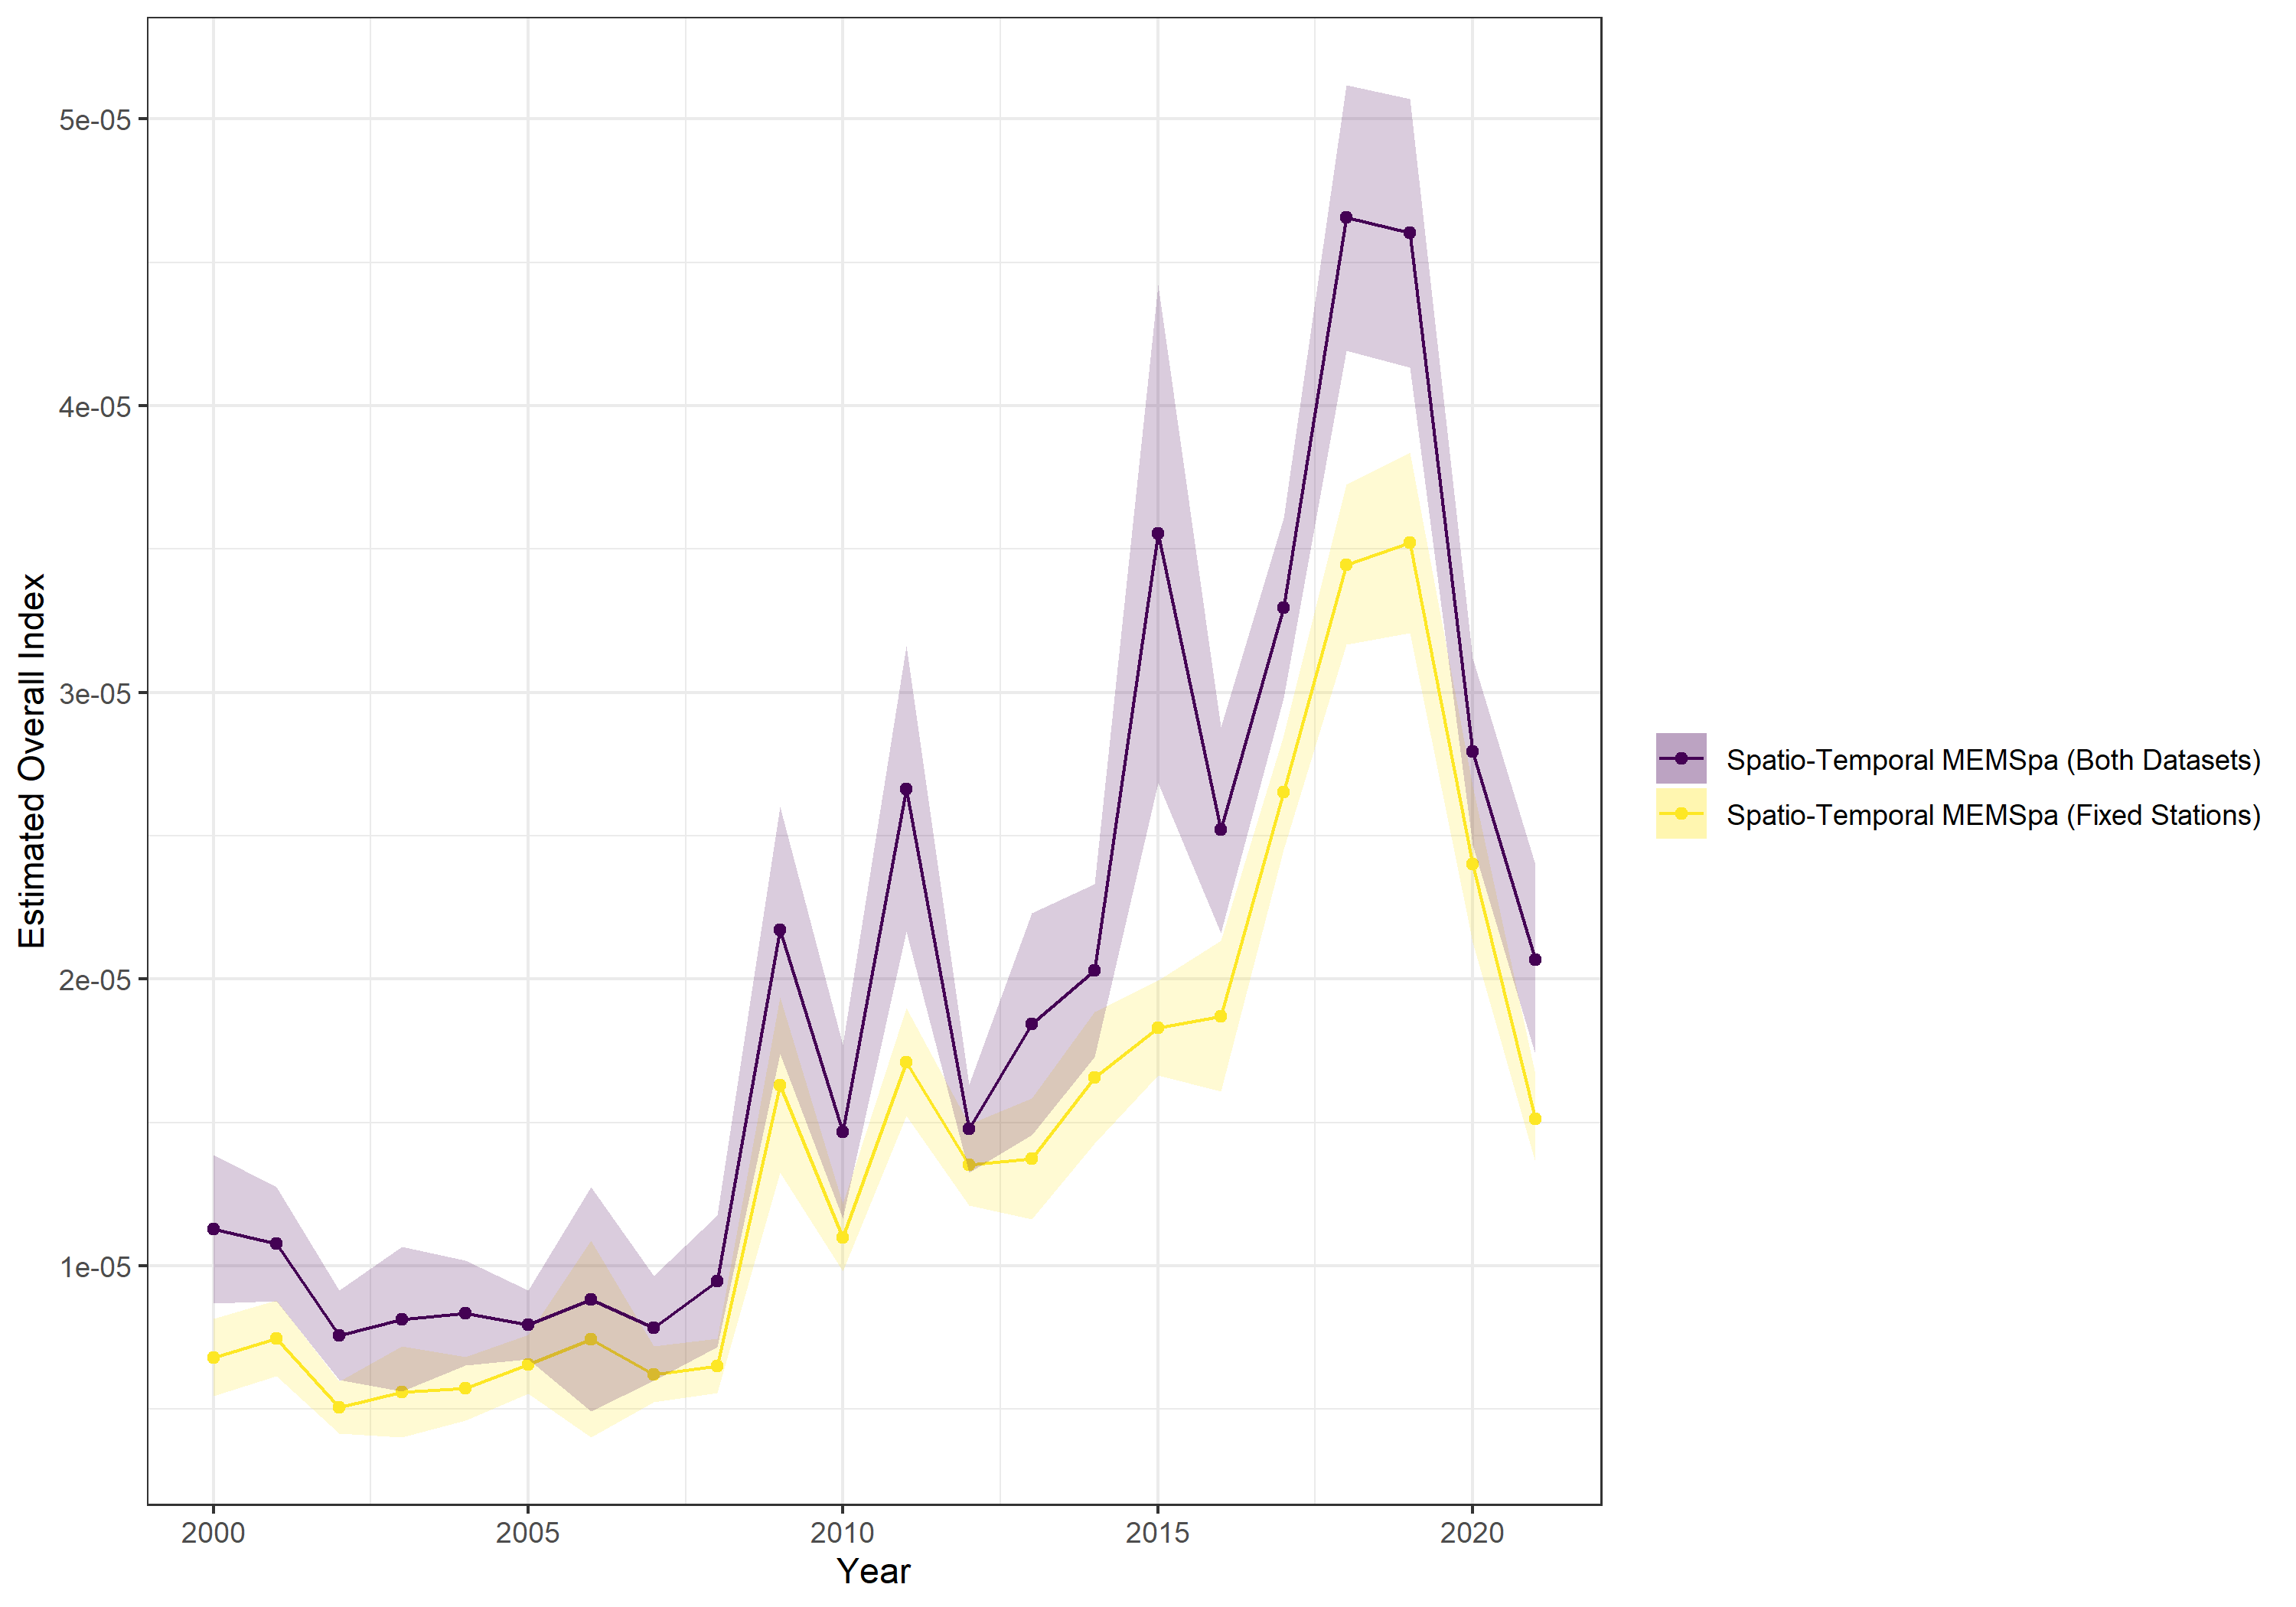 Estimated Overall Index
5e-05
4e-05
3e-05
2e-05
1e-05
2000
2005
2010
2015
2020
Year
Spatio-Temporal MEMSpa (Both Datasets)
Spatio-Temporal MEMSpa (Fixed Stations)